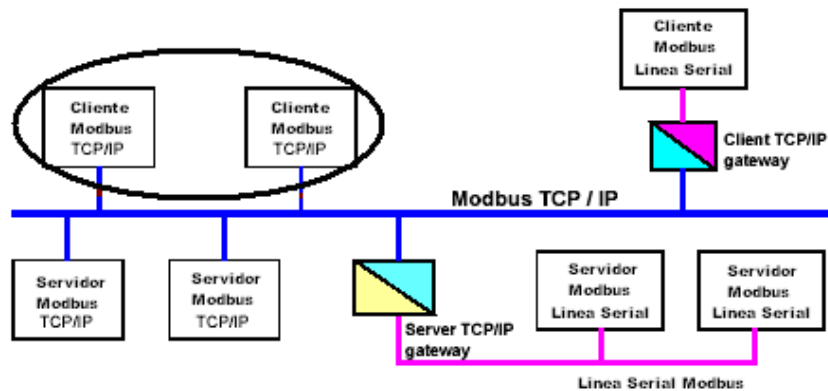 Cliente
Modbus
Linea Serial
Cliente
Modbus
TCP/IP
Cliente
Modbus
TCP/IP
Client TCP/IP
gateway
Modbus TCP / IP
Servidor
Modbus
TCP/IP
Servidor
Modbus
TCP/IP
Server TCP/IP
gateway
Servidor
Modbus
Linea Serial
Servidor
Modbus
Linea Serial
Linea Serial Modbus